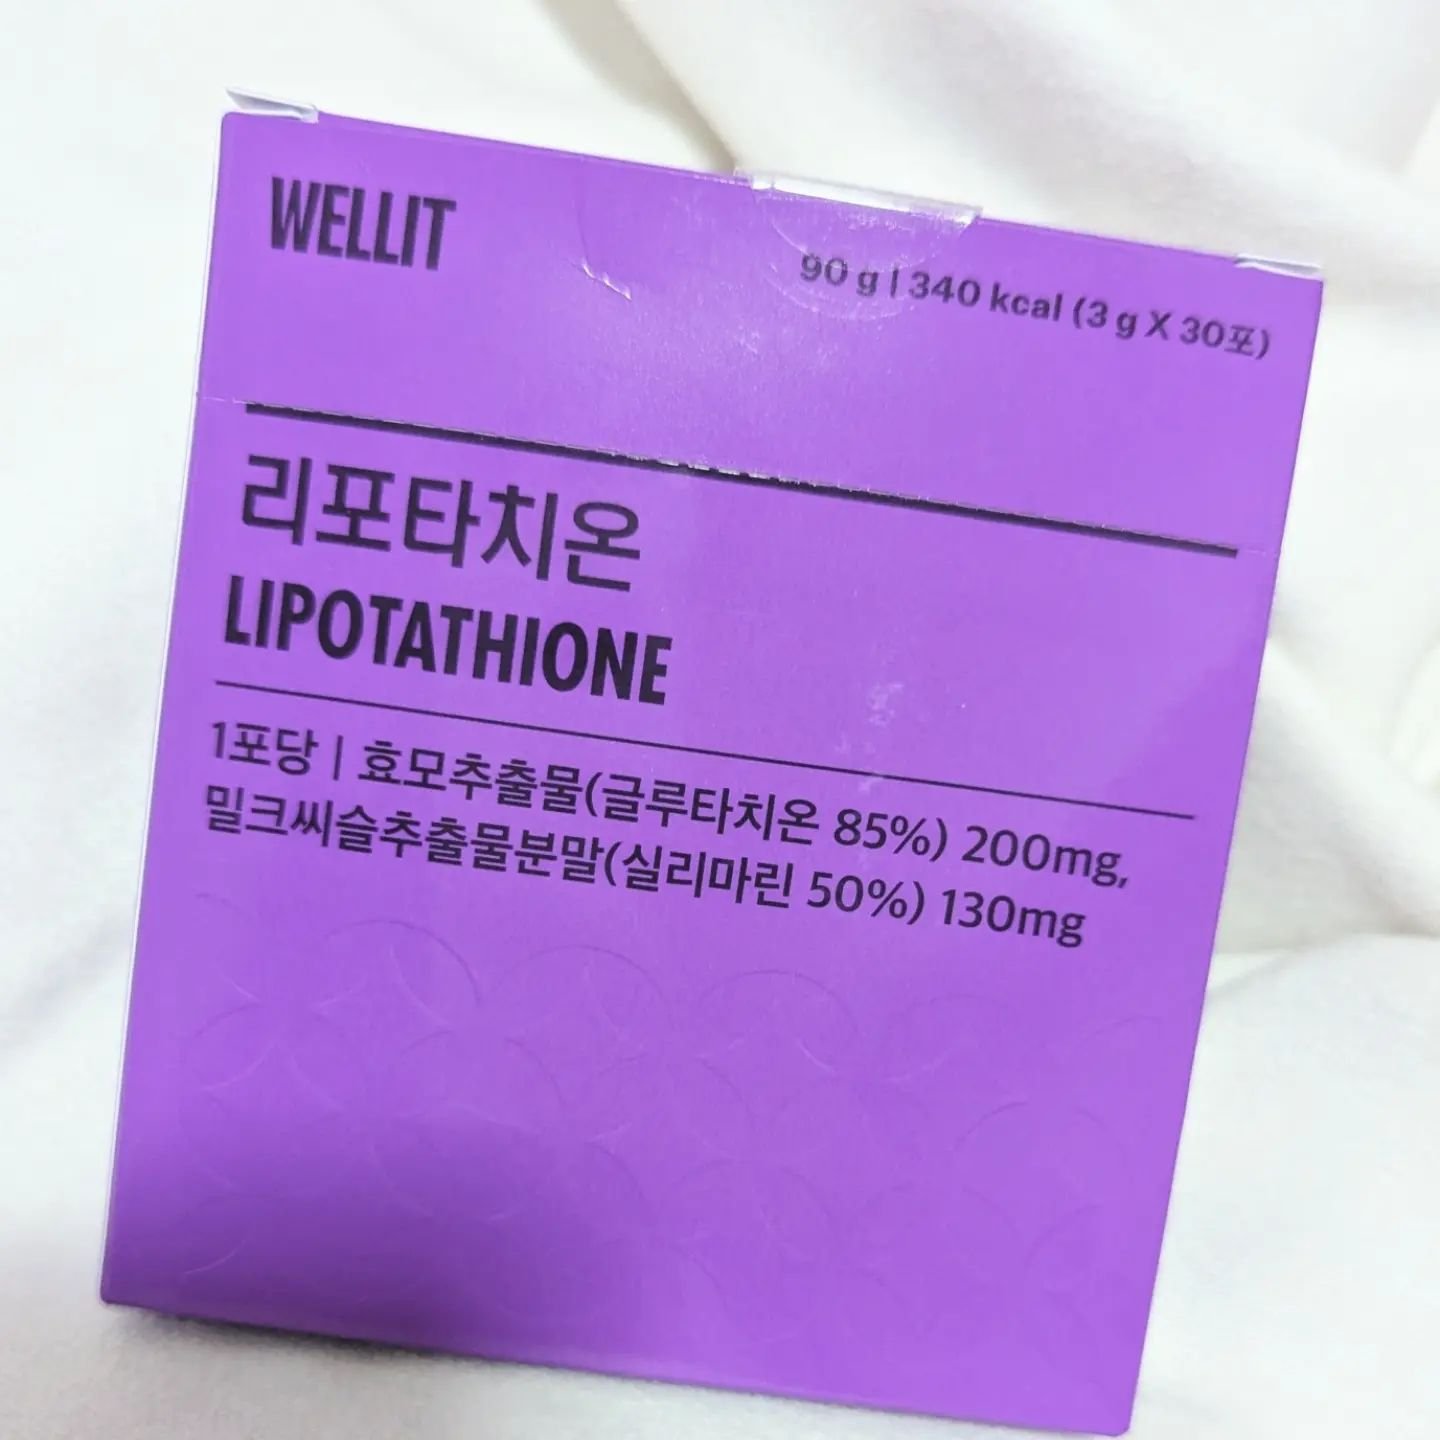 WELLIT
90 g | 340 kcal (3 g X 30포)
리포타치온
LIPOTATHIONE
1포당 | 효모추출물(글루타치온 85%) 200mg,
밀크씨슬추출물분말(실리마린 50%) 130mg